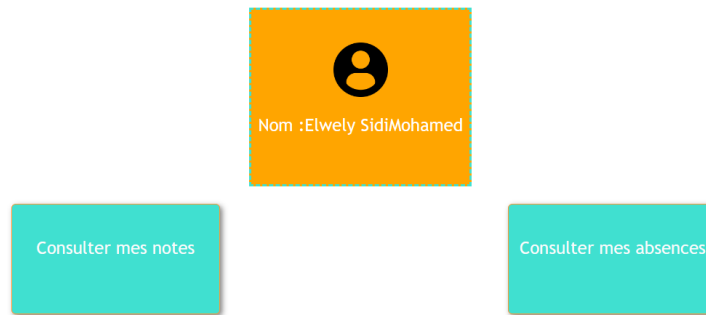 Nom :Elwely SidiMohamed
Consulter mes notes
Consulter mes absences